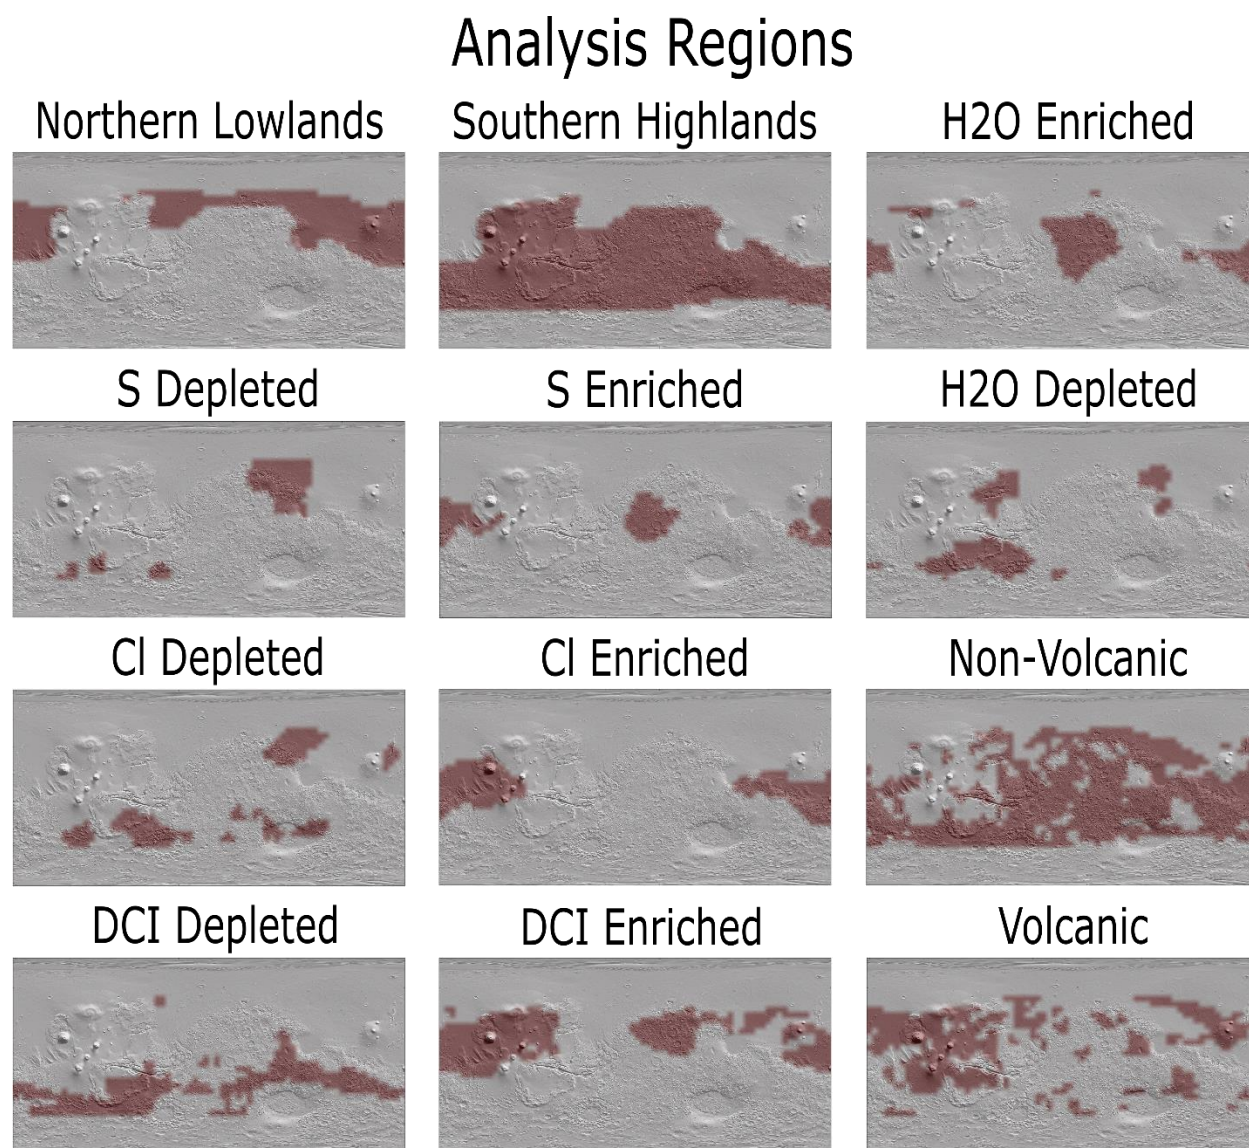 Analysis Regions
Northern Lowlands
Southern Highlands
H2O Enriched
S Depleted
S Enriched
H2O Depleted
Cl Depleted
Cl Enriched
Non-Volcanic
DCI Depleted
DCI Enriched
Volcanic